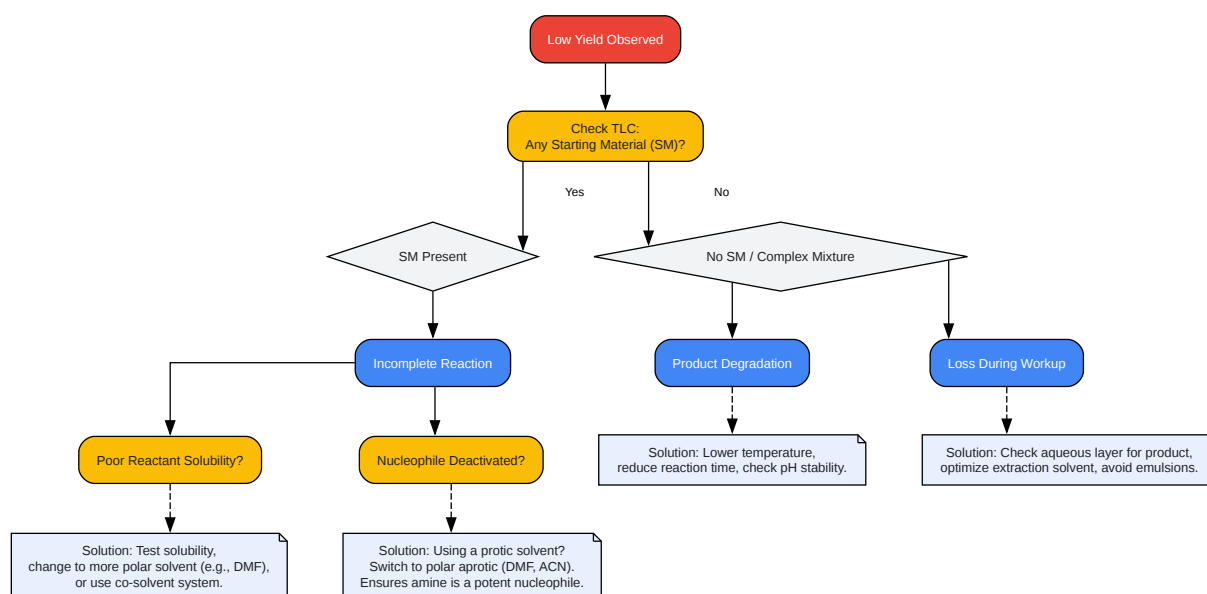 Low Yield Observed
Check TLC:
Any Starting Material (SM)?
Yes
No
SM Present
No SM / Complex Mixture
Incomplete Reaction
Product Degradation
Loss During Workup
Poor Reactant Solubility?
Nucleophile Deactivated?
Solution: Lower temperature,
reduce reaction time, check pH stability.
Solution: Check aqueous layer for product,
optimize extraction solvent, avoid emulsions.
Solution: Test solubility,
change to more polar solvent (e.g., DMF),
or use co-solvent system.
Solution: Using a protic solvent?
Switch to polar aprotic (DMF, ACN).
Ensures amine is a potent nucleophile.